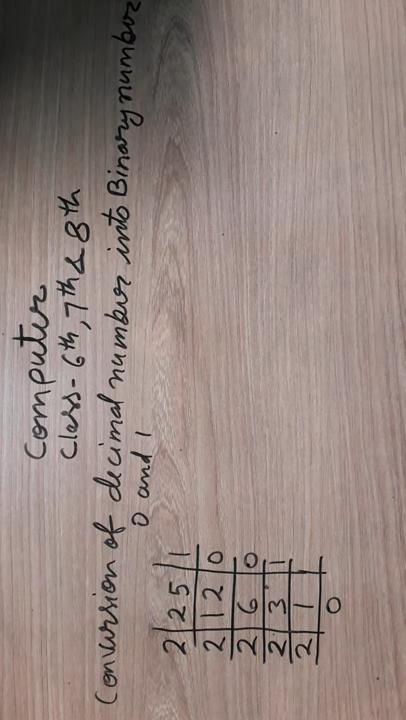 Computer
Class - 6th, 7th & 8th
Conversion of decimal number into Binary number
0 and 1
2 25 1
2 12 0
2 6 0
2 3 1
2 1 1
0